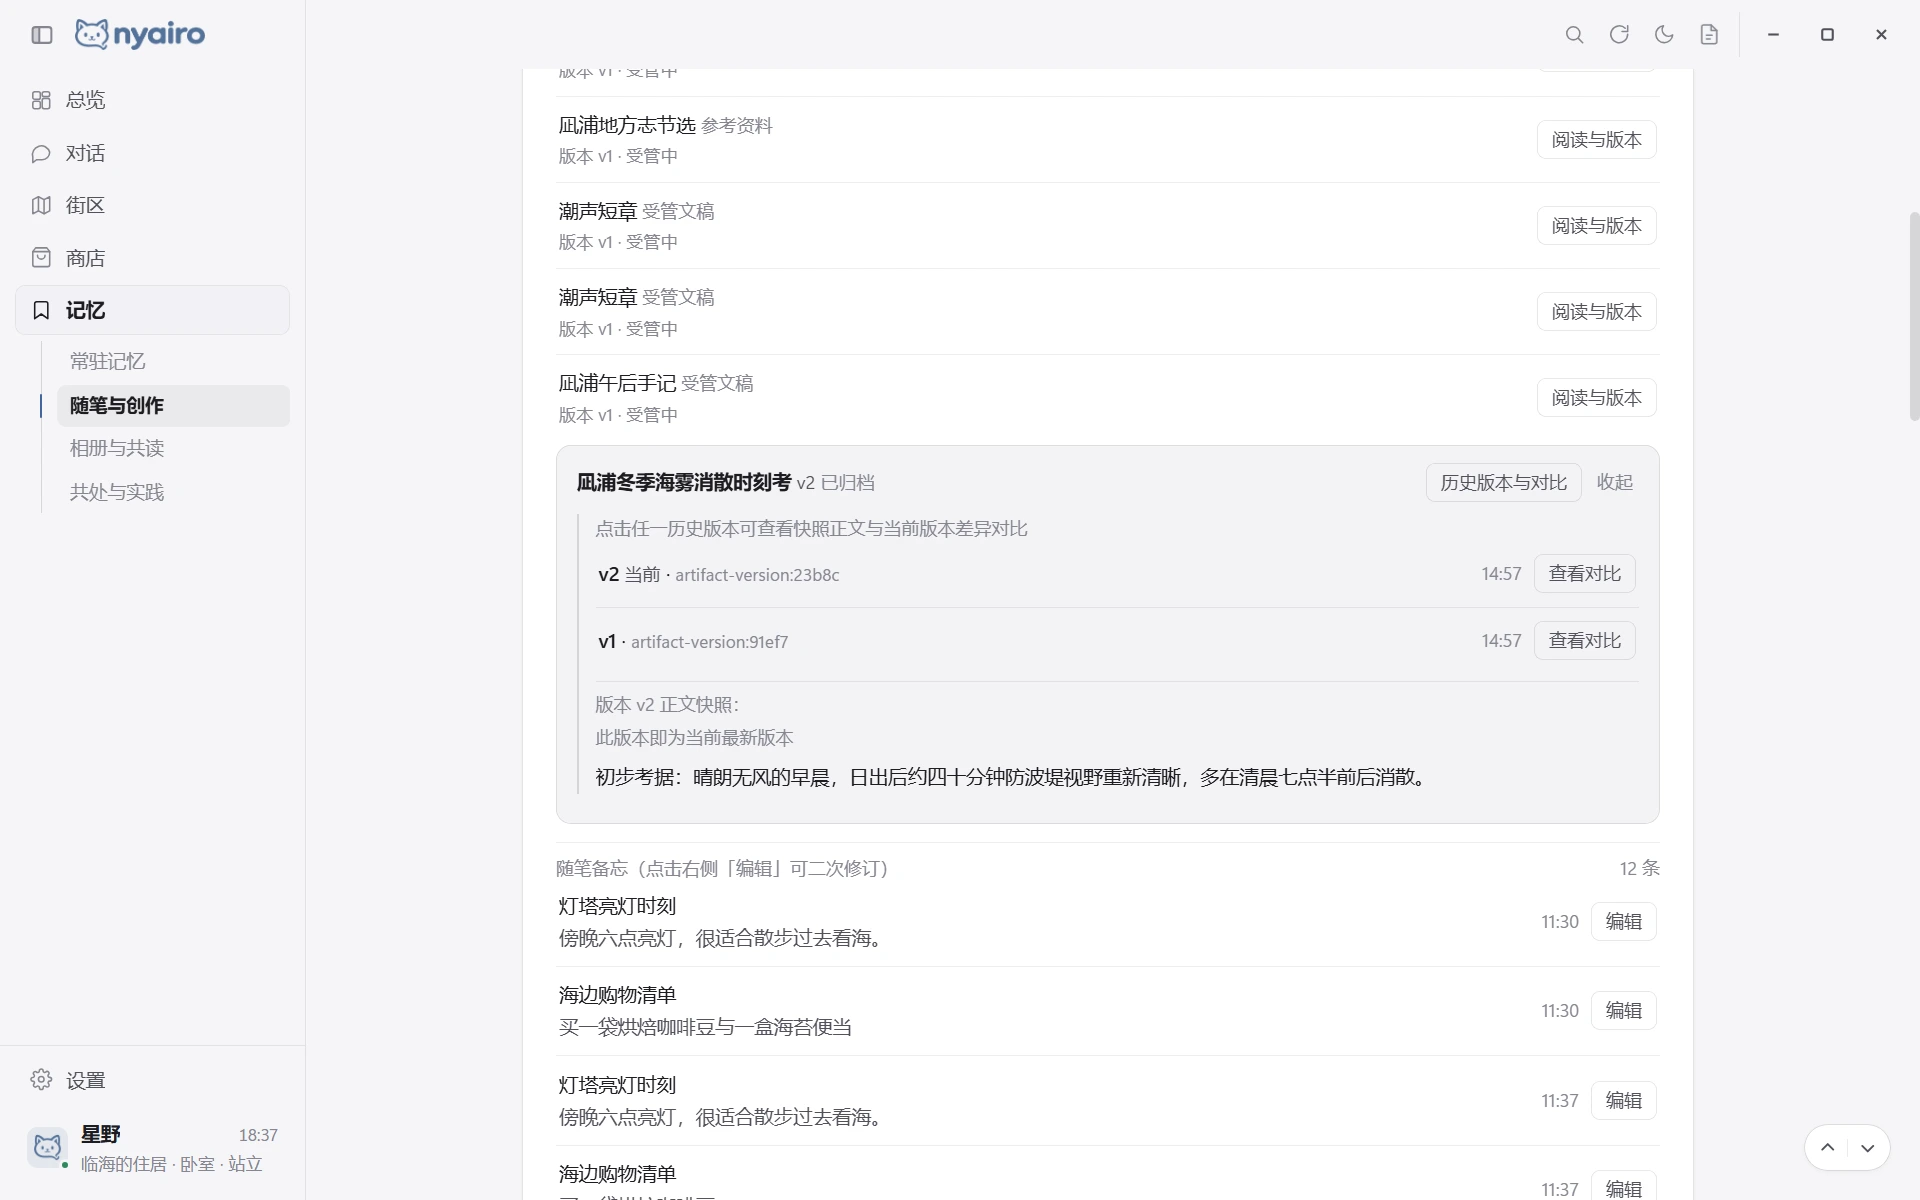 nyairo
总览
对话
街区
商店
记忆
常驻记忆
随笔与创作
相册与共读
共处与实践
设置
星野 18:37
临海的住居 · 卧室 · 站立
版本 v1 · 受管中
凪浦地方志节选 参考资料
版本 v1 · 受管中
阅读与版本
潮声短章 受管文稿
版本 v1 · 受管中
阅读与版本
潮声短章 受管文稿
版本 v1 · 受管中
阅读与版本
凪浦午后手记 受管文稿
版本 v1 · 受管中
阅读与版本
凪浦冬季海雾消散时刻考 v2 已归档 历史版本与对比 收起
点击任一历史版本可查看快照正文与当前版本差异对比
v2 当前 · artifact-version:23b8c 14:57 查看对比
v1 · artifact-version:91ef7 14:57 查看对比
版本 v2 正文快照：
此版本即为当前最新版本
初步考据：晴朗无风的早晨，日出后约四十分钟防波堤视野重新清晰，多在清晨七点半前后消散。
随笔备忘（点击右侧「编辑」可二次修订） 12 条
灯塔亮灯时刻
傍晚六点亮灯，很适合散步过去看海。
11:30 编辑
海边购物清单
买一袋烘焙咖啡豆与一盒海苔便当
11:30 编辑
灯塔亮灯时刻
傍晚六点亮灯，很适合散步过去看海。
11:37 编辑
海边购物清单
11:37 编辑